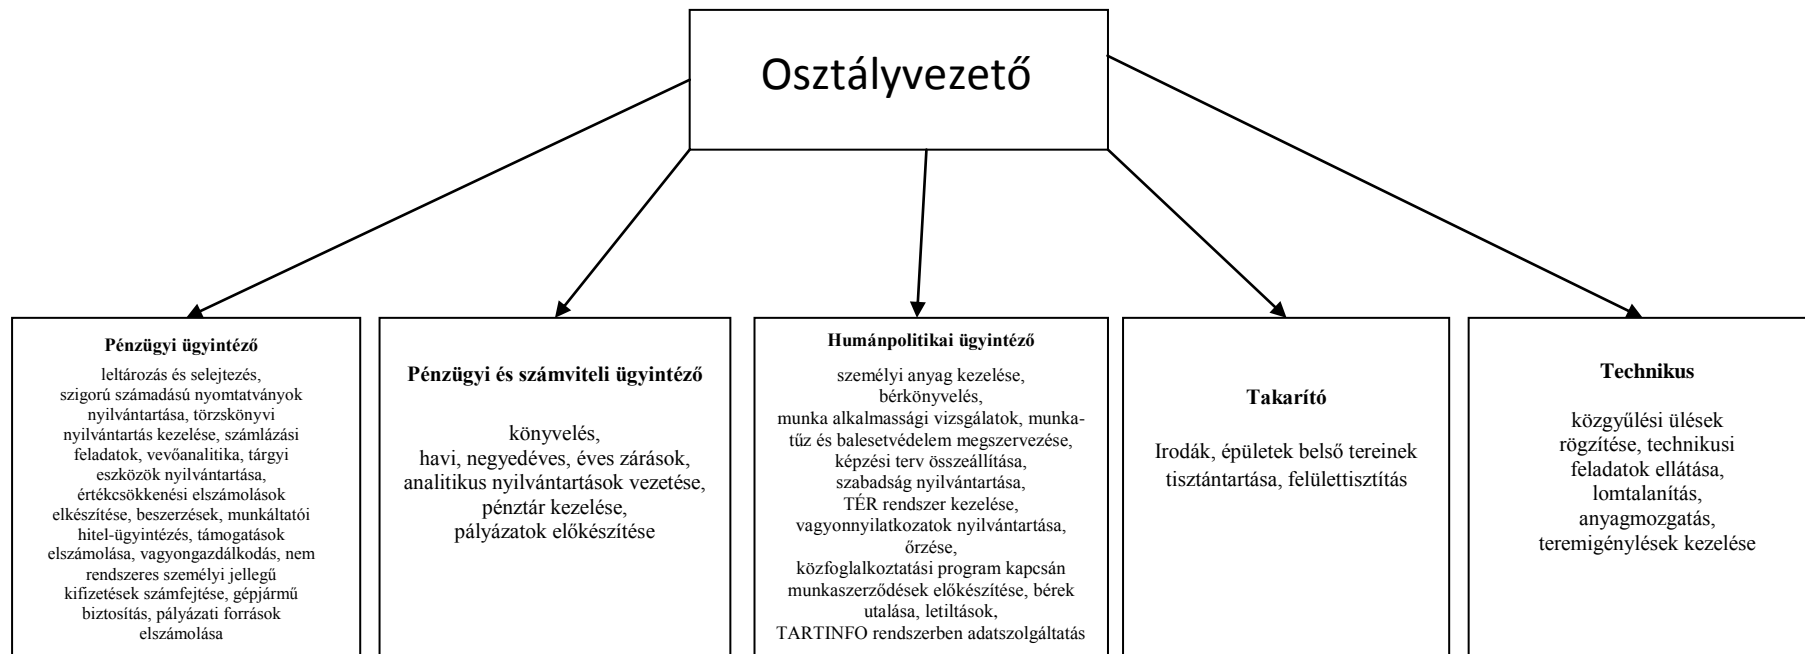 Osztályvezető
Pénzügyi ügyintéző
leltározás és selejtezés,
szigorú számadású nyomtatványok
nyilvántartása, törzskönyvi
nyilvántartás kezelése, számlázási
feladatok, vevőanalitika, tárgyi
eszközök nyilvántartása,
értékcsökkenési elszámolások
elkészítése, beszerzések, munkáltatói
hitel-ügyintézés, támogatások
elszámolása, vagyongazdálkodás, nem
rendszeres személyi jellegű
kifizetések számfejtése, gépjármű
biztosítás, pályázati források
elszámolása
Pénzügyi és számviteli ügyintéző
könyvelés,
havi, negyedéves, éves zárások,
analitikus nyilvántartások vezetése,
pénztár kezelése,
pályázatok előkészítése
Humánpolitikai ügyintéző
személyi anyag kezelése,
bérkönyvelés,
munka alkalmassági vizsgálatok, munka-
tűz és balesetvédelem megszervezése,
képzési terv összeállítása,
szabadság nyilvántartása,
TÉR rendszer kezelése,
vagyonnyilatkozatok nyilvántartása,
őrzése,
közfoglalkoztatási program kapcsán
munkaszerződések előkészítése, bérek
utalása, letiltások,
TARTINFO rendszerben adatszolgáltatás
Takarító
Irodák, épületek belső tereinek
tisztántartása, felülettisztítás
Technikus
közgyűlési ülések
rögzítése, technikusi
feladatok ellátása,
lomtalanítás,
anyagmozgatás,
teremigénylések kezelése